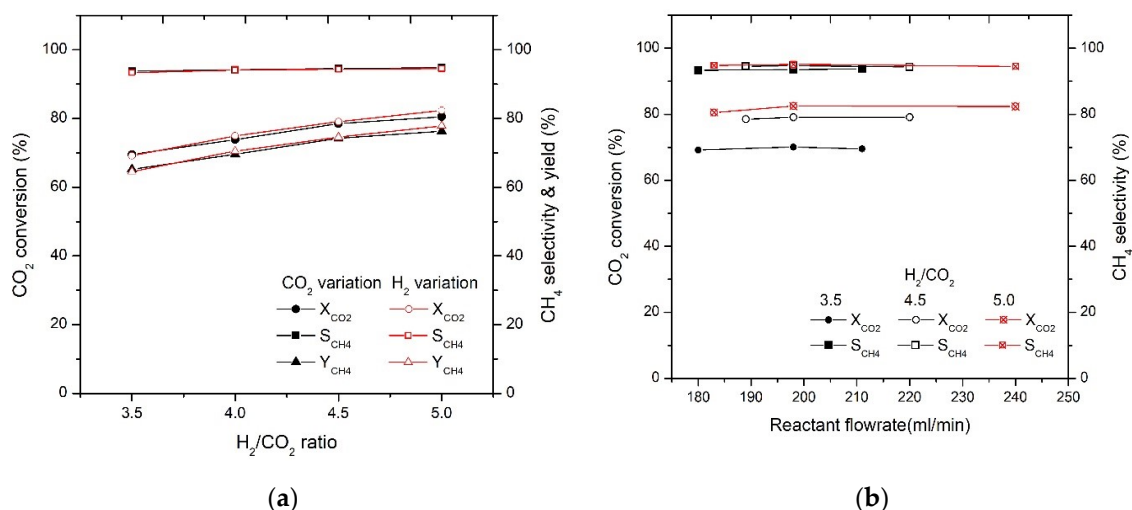 100
80
60
40
20
0
CO2 conversion (%)
100
80
60
40
20
0
CH4 selectivity & yield (%)
CO2 variation H2 variation
XCO2 XCO2
SCH4 SCH4
YCH4 YCH4
3.5 4.0 4.5 5.0
H2/CO2 ratio
(a)
100
80
60
40
20
0
CO2 conversion (%)
100
80
60
40
20
0
CH4 selectivity (%)
H2/CO2
3.5 4.5 5.0
XCO2 XCO2 XCO2
SCH4 SCH4 SCH4
180 190 200 210 220 230 240 250
Reactant flowrate(ml/min)
(b)